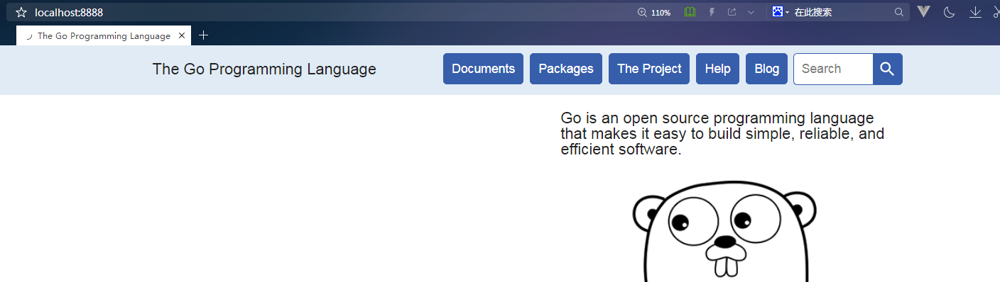 localhost:8888
110%
在此搜索
The Go Programming Language
The Go Programming Language
Documents
Packages
The Project
Help
Blog
Search
Go is an open source programming language
that makes it easy to build simple, reliable, and
efficient software.